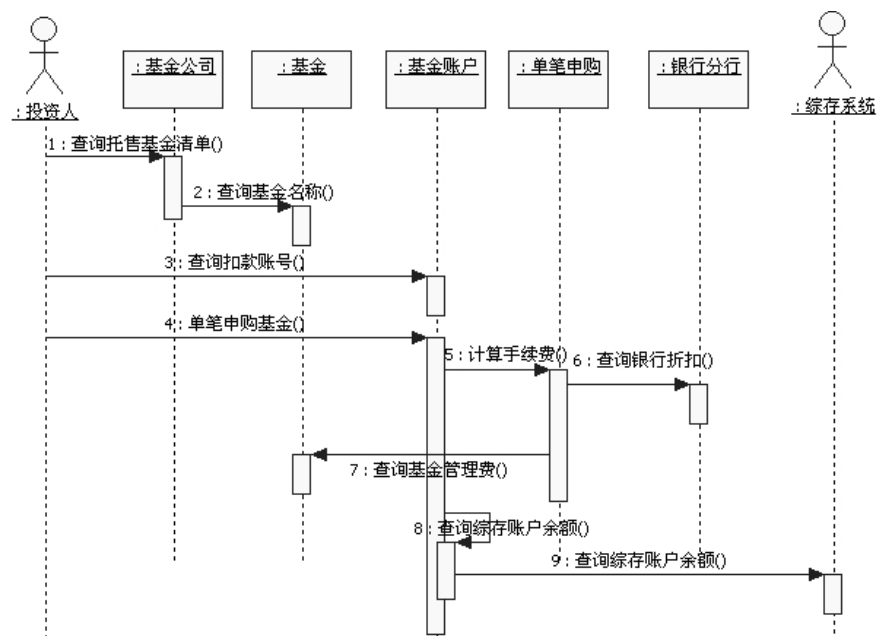 : 投资人
: 基金公司
: 基金
: 基金账户
: 单笔申购
: 银行分行
: 综存系统
1 : 查询托售基金清单()
2 : 查询基金名称()
3 : 查询扣款账号()
4 : 单笔申购基金()
5 : 计算手续费()
6 : 查询银行折扣()
7 : 查询基金管理费()
8 : 查询综存账户余额()
9 : 查询综存账户余额()